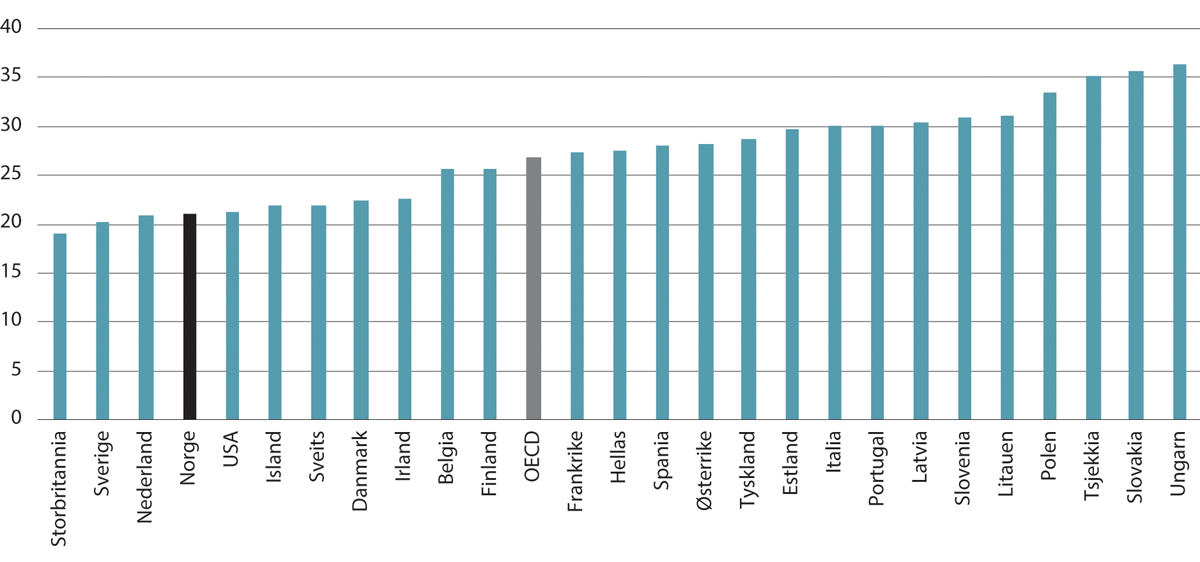 40
35
30
25
20
15
10
5
0
Storbritannia
Sverige
Nederland
Norge
USA
Island
Sveits
Danmark
Irland
Belgia
Finland
OECD
Frankrike
Hellas
Spania
Østerrike
Tyskland
Estland
Italia
Portugal
Latvia
Slovenia
Litauen
Polen
Tsjekkia
Slovakia
Ungarn